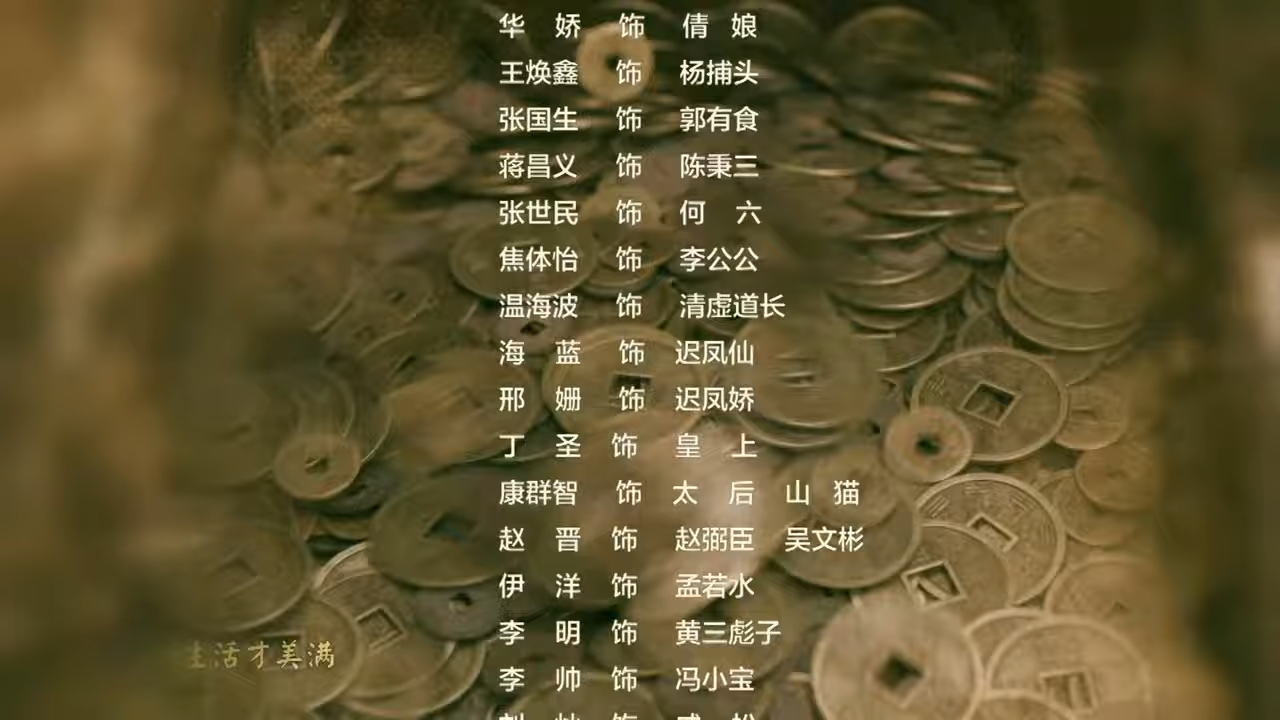 华 娇 饰 倩 娘
王焕鑫 饰 杨捕头
张国生 饰 郭有食
蒋昌义 饰 陈秉三
张世民 饰 何 六
焦体怡 饰 李公公
温海波 饰 清虚道长
海 蓝 饰 迟凤仙
邢 姗 饰 迟凤娇
丁 圣 饰 皇 上
康群智 饰 太 后 山 猫
赵 晋 饰 赵弼臣 吴文彬
伊 洋 饰 孟若水
李 明 饰 黄三彪子
生活才美满
李 帅 饰 冯小宝